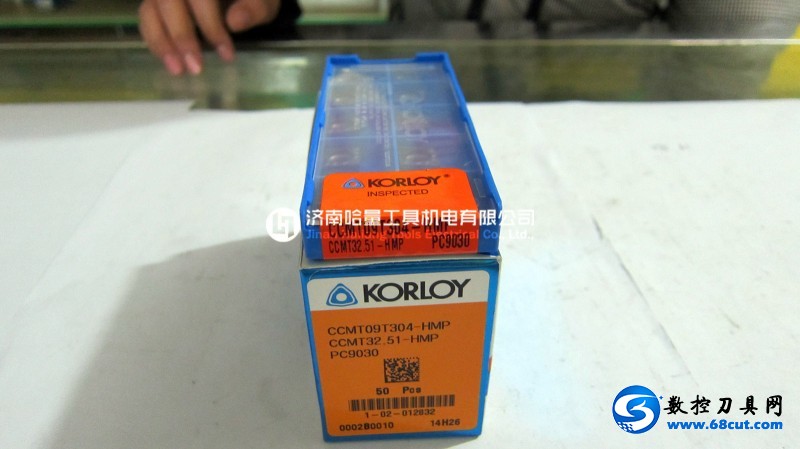 KORLOY®
INSPECTED
济南哈量工具机电有限公司
CCMT09T304-HMP
CCMT32.51-HMP PC9030
KORLOY
CCMT09T304-HMP
CCMT32.51-HMP
PC9030
50 Pcs
1-02-012832
0002B0010 14H26
数控刀具网
www.68cut.com